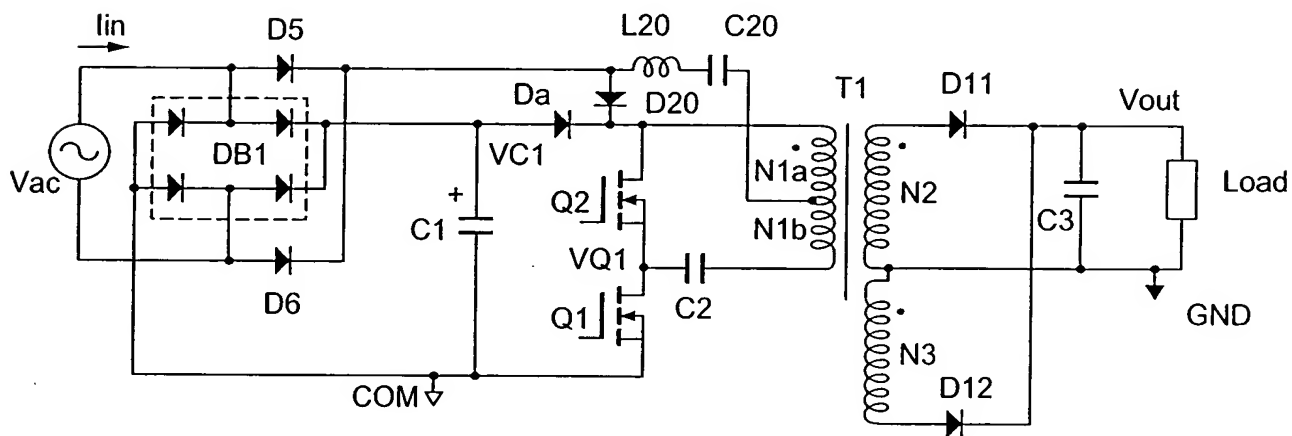 Iin
D5
L20
C20
Da
D20
T1
D11
Vout
DB1
VC1
Vac
N1a
N2
Load
Q2
+
C1
N1b
C3
VQ1
D6
C2
Q1
GND
N3
COM
D12